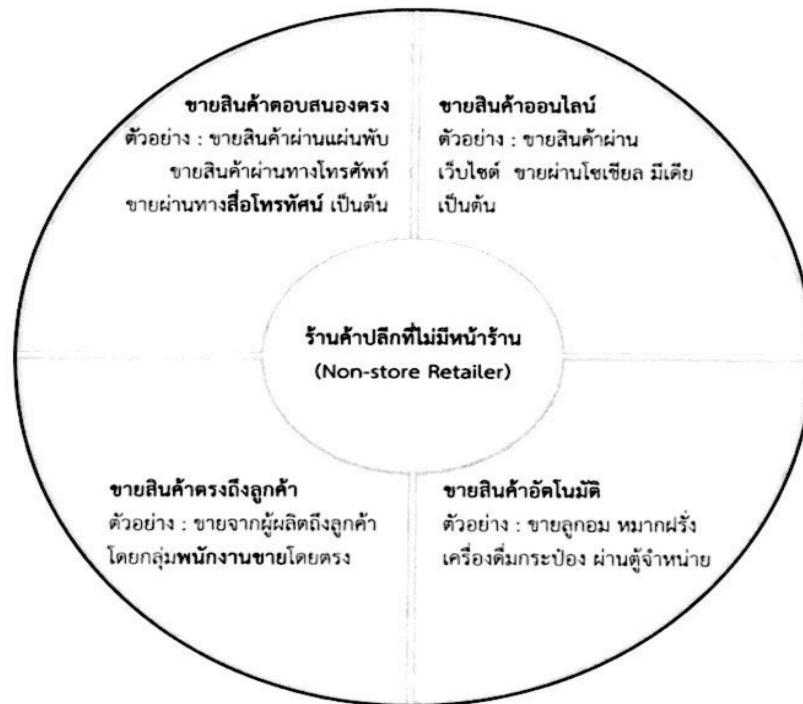 ขายสินค้าตอบสนองตรง
ตัวอย่าง : ขายสินค้าผ่านแผ่นพับ
ขายสินค้าผ่านทางโทรศัพท์
ขายผ่านทางสื่อโทรทัศน์ เป็นต้น
ขายสินค้าออนไลน์
ตัวอย่าง : ขายสินค้าผ่าน
เว็บไซต์ ขายผ่านโซเชียล มีเดีย
เป็นต้น
ร้านค้าปลีกที่ไม่มีหน้าร้าน
(Non-store Retailer)
ขายสินค้าตรงถึงลูกค้า
ตัวอย่าง : ขายจากผู้ผลิตถึงลูกค้า
โดยกลุ่มพนักงานขายโดยตรง
ขายสินค้าอัตโนมัติ
ตัวอย่าง : ขายลูกอม หมากฝรั่ง
เครื่องดื่มกระป๋อง ผ่านตู้จำหน่าย